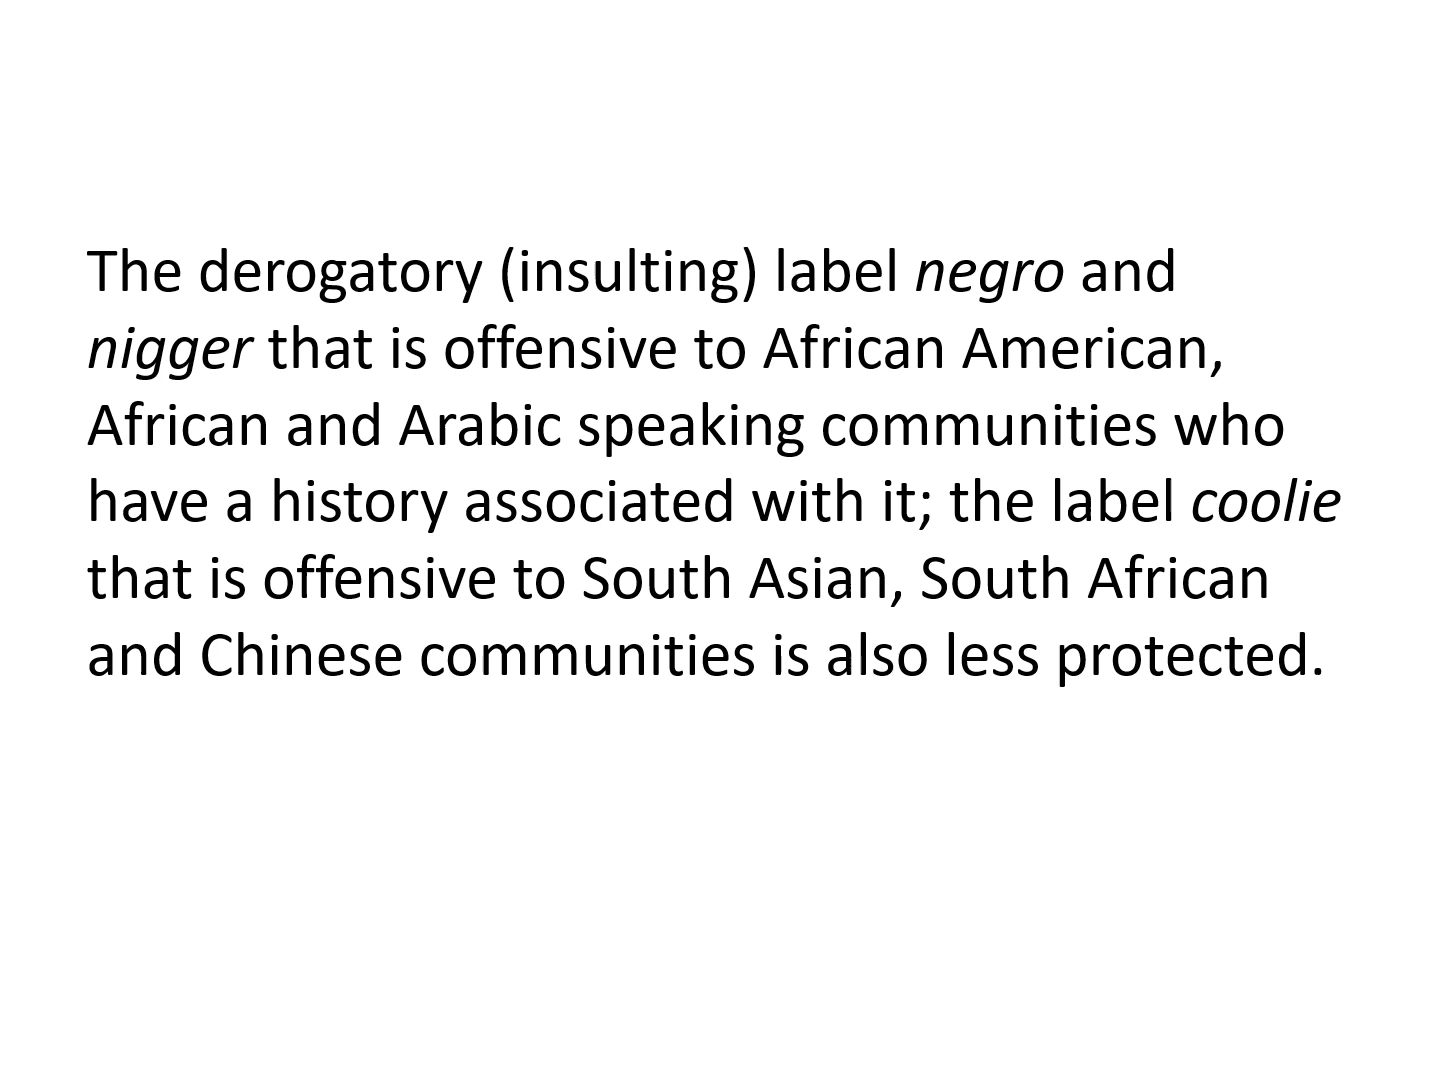 The derogatory (insulting) label negro and
nigger that is offensive to African American,
African and Arabic speaking communities who
have a history associated with it; the label coolie
that is offensive to South Asian, South African
and Chinese communities is also less protected.